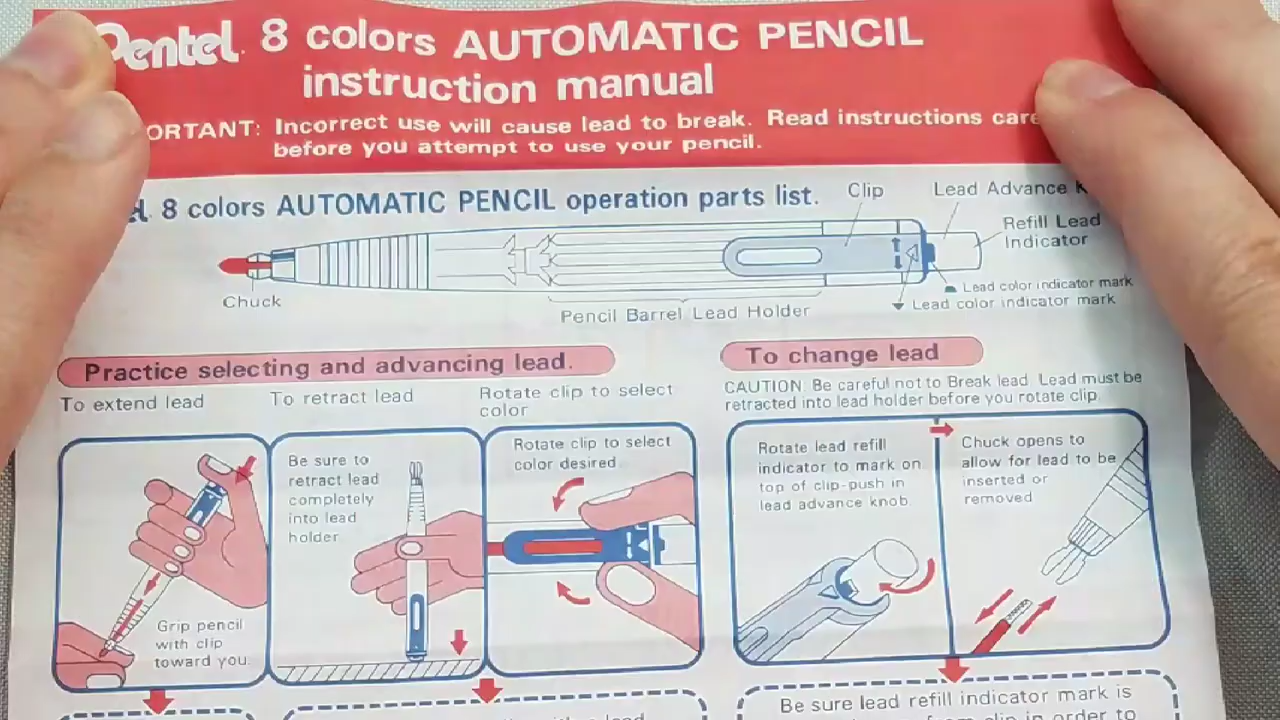 Pentel. 8 colors AUTOMATIC PENCIL
instruction manual
ORTANT: Incorrect use will cause lead to break. Read instructions care
before you attempt to use your pencil.
el. 8 colors AUTOMATIC PENCIL operation parts list.
Clip
Lead Advance K
Refill Lead
Indicator
Lead color indicator mark
Lead color indicator mark
Chuck
Pencil Barrel Lead Holder
Practice selecting and advancing lead.
To extend lead
To retract lead
Rotate clip to select
color
Grip pencil
with clip
toward you.
Be sure to
retract lead
completely
into lead
holder
Rotate clip to select
color desired
To change lead
CAUTION: Be careful not to Break lead. Lead must be
retracted into lead holder before you rotate clip.
Rotate lead refill
indicator to mark on
top of clip-push in
lead advance knob.
Chuck opens to
allow for lead to be
inserted or
removed
Be sure lead refill indicator mark is
from clip in order to